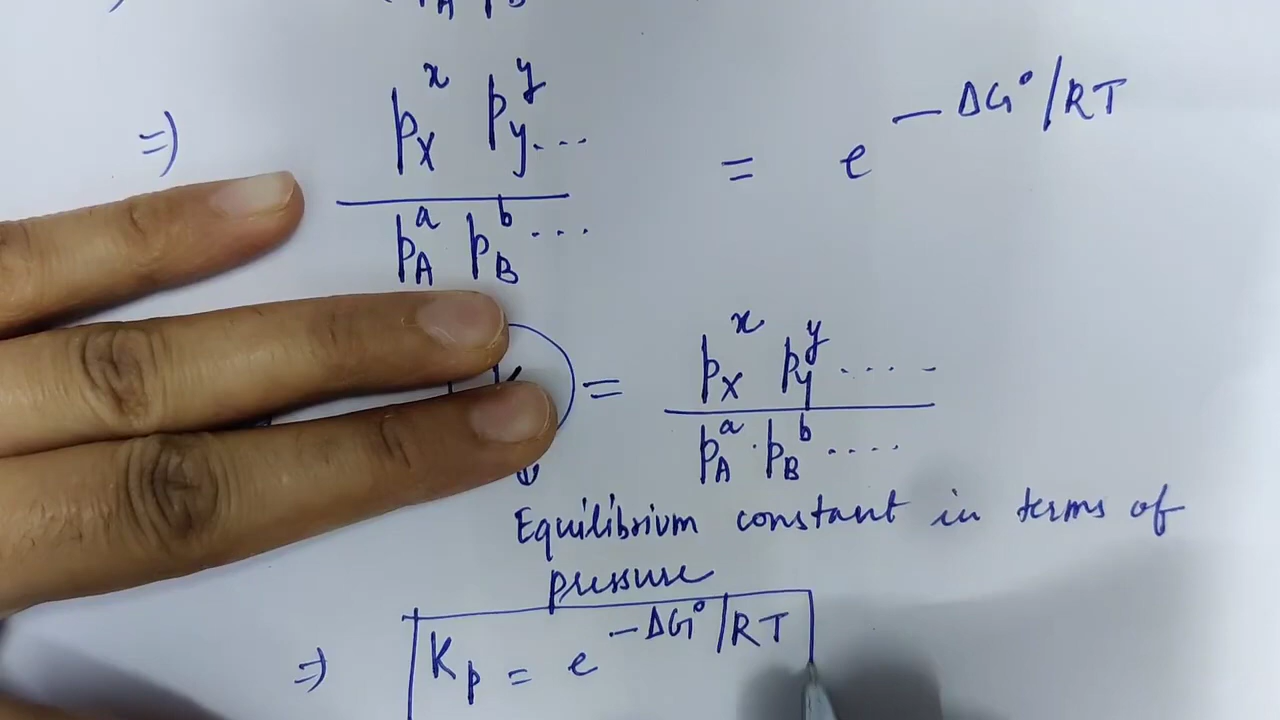 ⇒ p_X^x p_y^y ... / p_A^a p_B^b ... = e^{-ΔG°/RT}
= p_X^x p_y^y ..... / p_A^a · p_B^b ....
Equilibrium constant in terms of
pressure
⇒ K_p = e^{-ΔG°/RT}